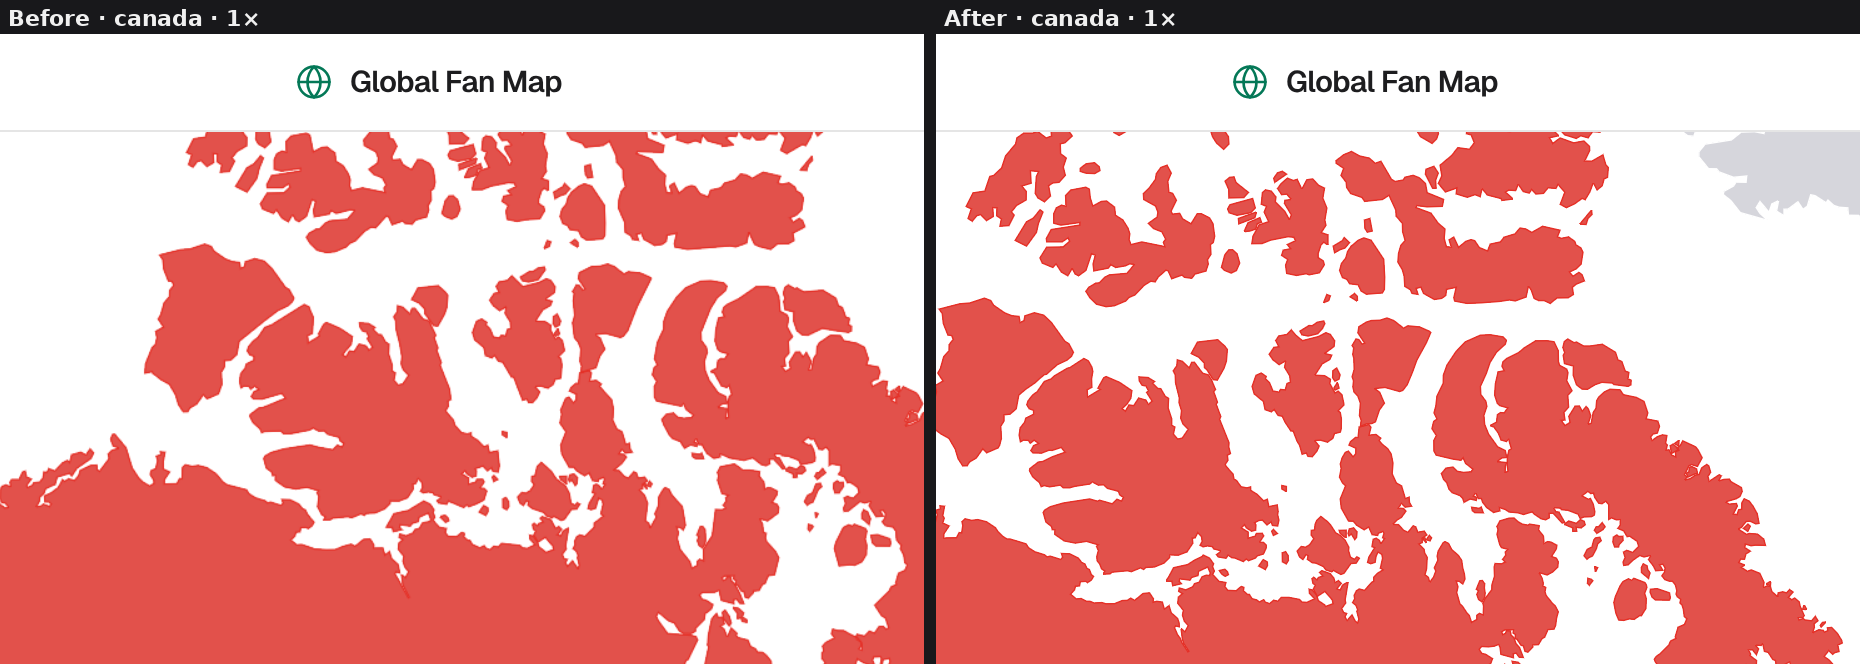 Before · canada · 1×
After · canada · 1×
Global Fan Map
Global Fan Map